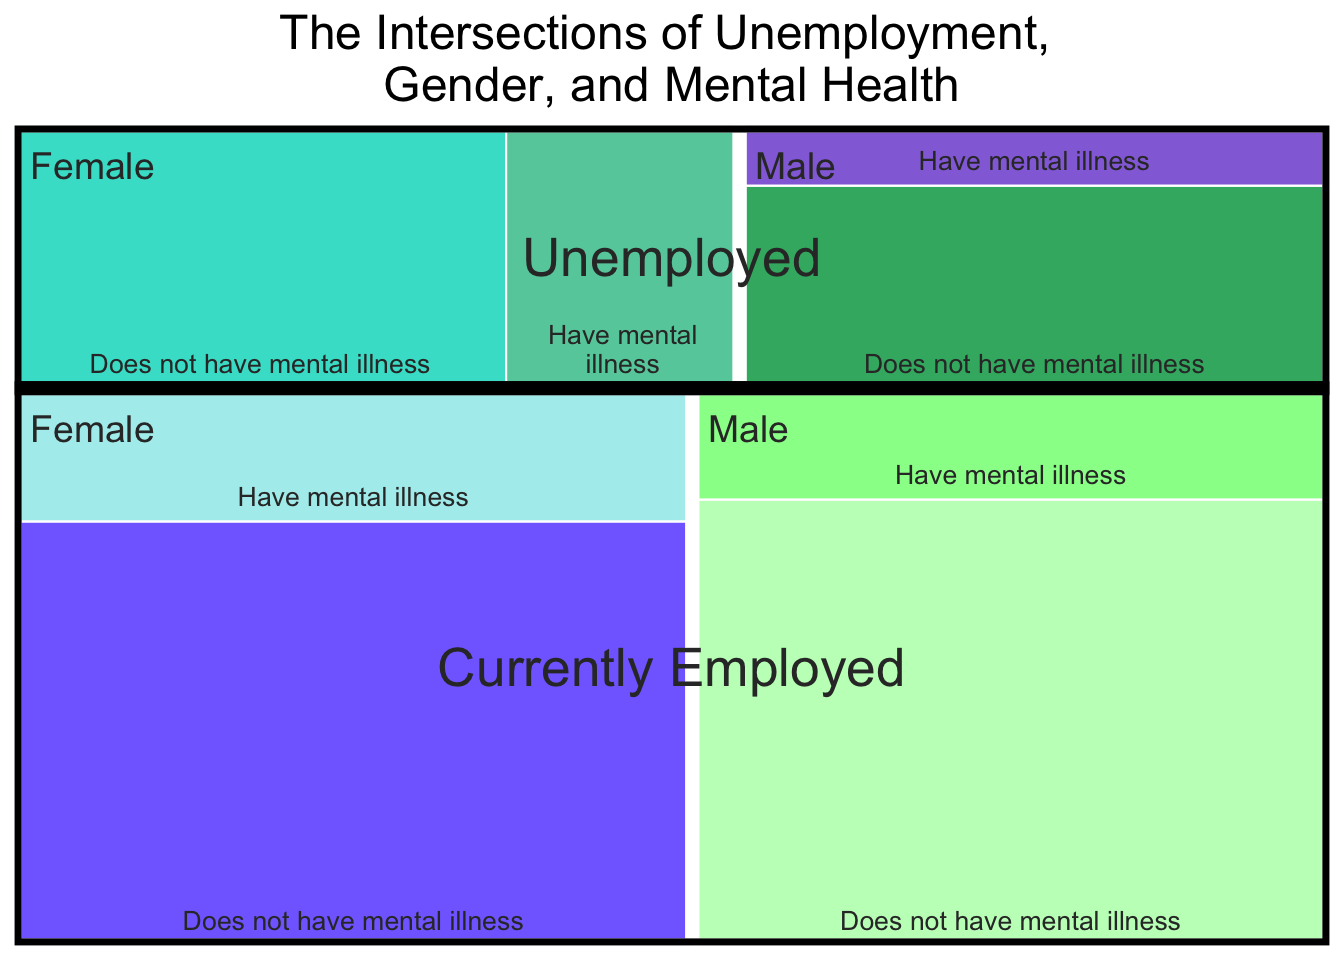 The Intersections of Unemployment,
Gender, and Mental Health
Female
Does not have mental illness
Have mental
illness
Unemployed
Male
Have mental illness
Does not have mental illness
Female
Have mental illness
Does not have mental illness
Currently Employed
Male
Have mental illness
Does not have mental illness